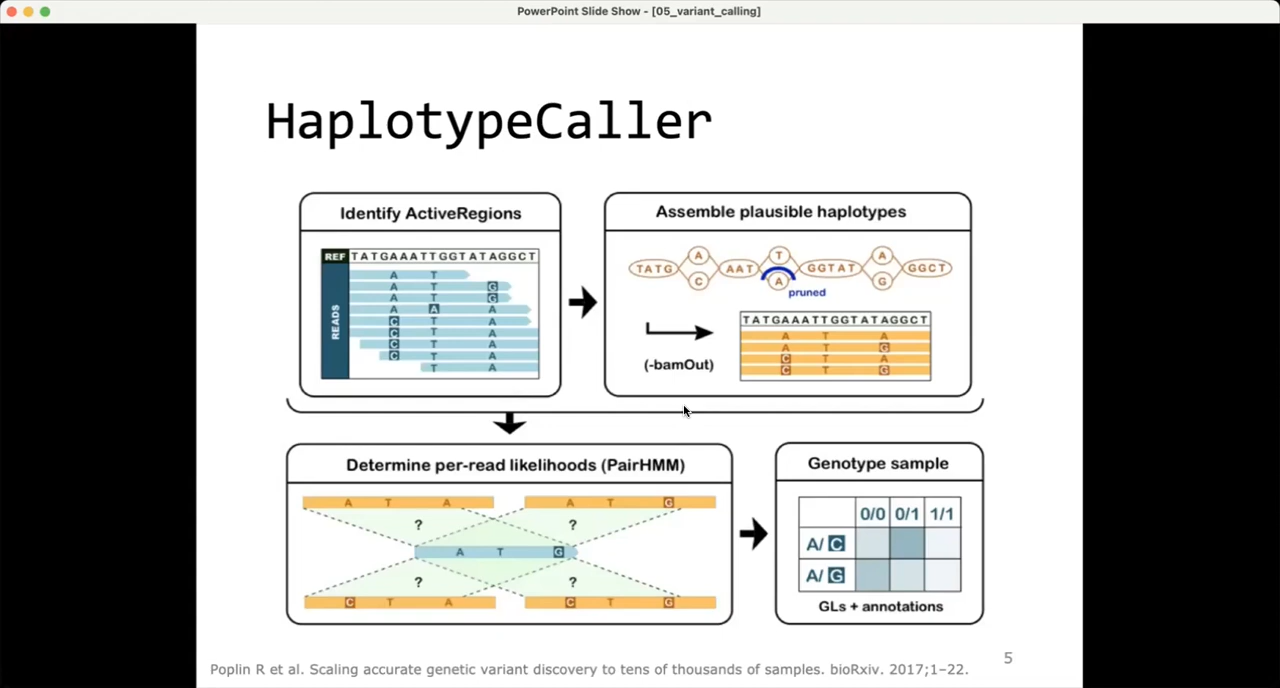 PowerPoint Slide Show - [05_variant_calling]
HaplotypeCaller
Identify ActiveRegions
REF TATGAAATTGGTATAGGCT
READS
A T
A T G
A T G
A A A
C T A
C T A
C T A
C T A
T A
Assemble plausible haplotypes
TATG A C AAT T A GGTAT A G GGCT
pruned
(-bamOut)
TATGAAATTGGTATAGGCT
A T A
A T G
C T A
C T G
Determine per-read likelihoods (PairHMM)
A T A A T G
? ?
A T G
? ?
C T A C T G
Genotype sample
0/0 0/1 1/1
A/ C
A/ G
GLs + annotations
Poplin R et al. Scaling accurate genetic variant discovery to tens of thousands of samples. bioRxiv. 2017;1–22.
5